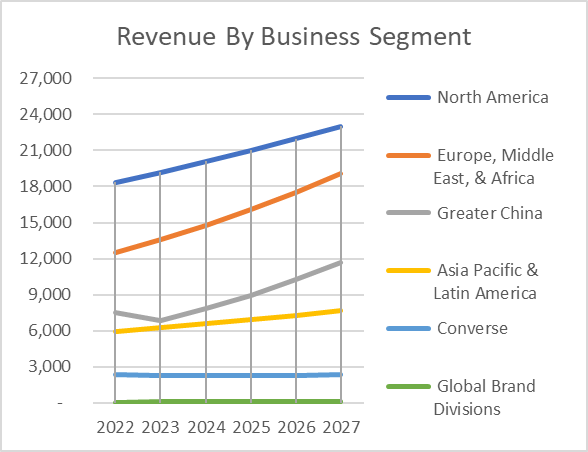 Revenue By Business Segment
27,000
24,000
21,000
18,000
15,000
12,000
9,000
6,000
3,000
-
2022 2023 2024 2025 2026 2027
North America
Europe, Middle
East, & Africa
Greater China
Asia Pacific &
Latin America
Converse
Global Brand
Divisions